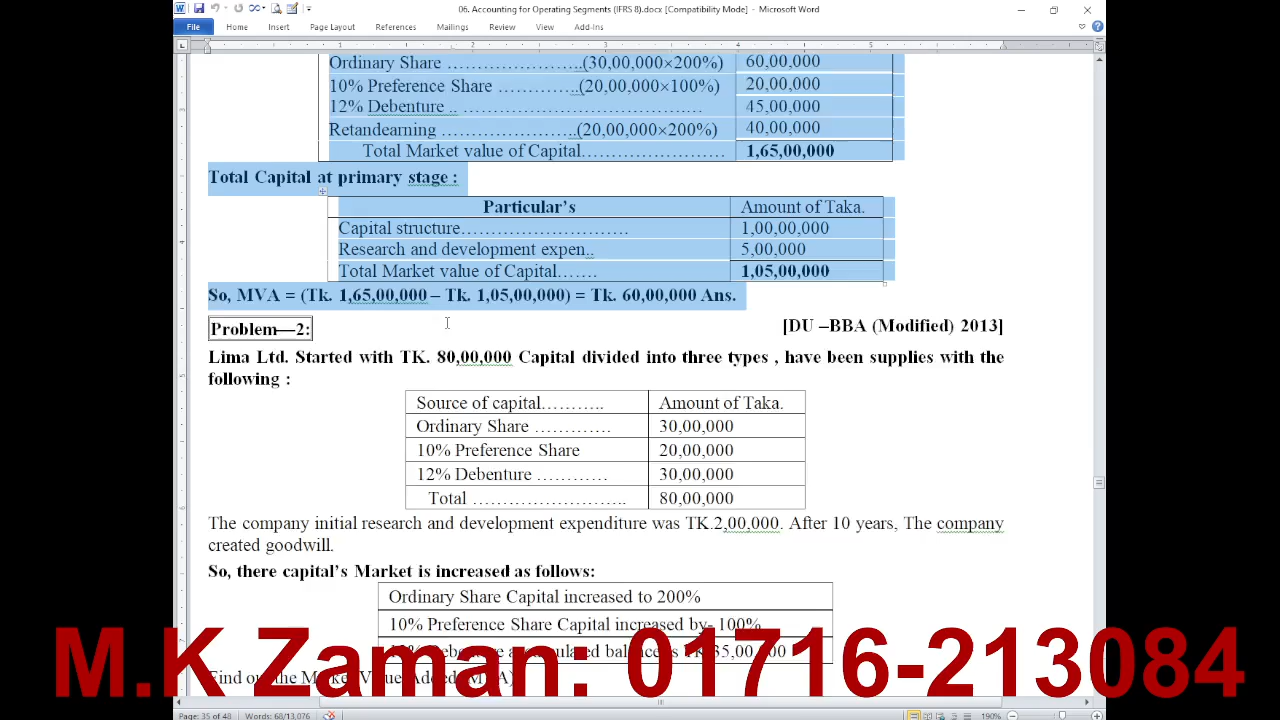 06. Accounting for Operating Segments (IFRS 8).docx [Compatibility Mode] - Microsoft Word
File Home Insert Page Layout References Mailings Review View Add-Ins
Ordinary Share …………………..(30,00,000×200%) 60,00,000
10% Preference Share …………..(20,00,000×100%) 20,00,000
12% Debenture .. …………………………………… 45,00,000
Retandearning …………………..(20,00,000×200%) 40,00,000
Total Market value of Capital…………………… 1,65,00,000
Total Capital at primary stage :
Particular’s Amount of Taka.
Capital structure………………………. 1,00,00,000
Research and development expen.. 5,00,000
Total Market value of Capital……. 1,05,00,000
So, MVA = (Tk. 1,65,00,000 – Tk. 1,05,00,000) = Tk. 60,00,000 Ans.
Problem—2: [DU –BBA (Modified) 2013]
Lima Ltd. Started with TK. 80,00,000 Capital divided into three types , have been supplies with the
following :
Source of capital……….. Amount of Taka.
Ordinary Share …………. 30,00,000
10% Preference Share 20,00,000
12% Debenture ………… 30,00,000
Total ………………….. 80,00,000
The company initial research and development expenditure was TK.2,00,000. After 10 years, The company
created goodwill.
So, there capital’s Market is increased as follows:
Ordinary Share Capital increased to 200%
10% Preference Share Capital increased by- 100%
M.K Zaman: 01716-213084
Page: 35 of 48 Words: 68/13,076 190%